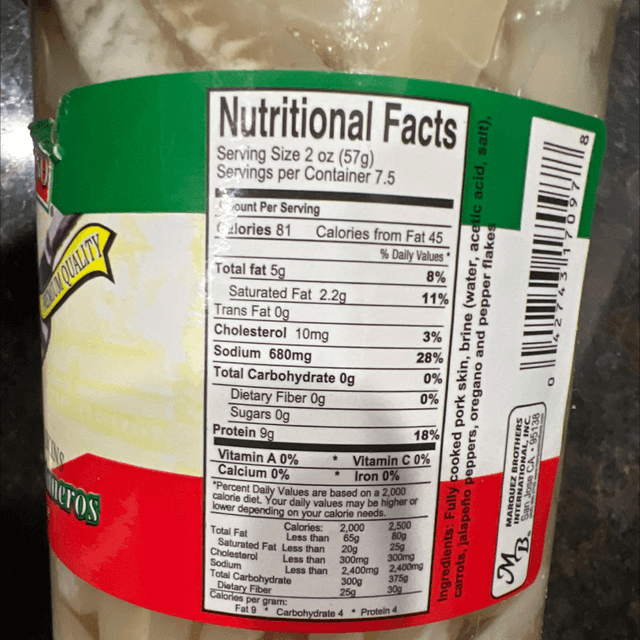 Nutritional Facts
Serving Size 2 oz (57g)
Servings per Container 7.5
ount Per Serving
Calories 81 Calories from Fat 45
% Daily Values *
Total fat 5g 8%
Saturated Fat 2.2g 11%
Trans Fat 0g
Cholesterol 10mg 3%
Sodium 680mg 28%
Total Carbohydrate 0g 0%
Dietary Fiber 0g 0%
Sugars 0g
Protein 9g 18%
Vitamin A 0% * Vitamin C 0%
Calcium 0% * Iron 0%
*Percent Daily Values are based on a 2,000
calorie diet. Your daily values may be higher or
lower depending on your calorie needs.
Calories: 2,000 2,500
Total Fat Less than 65g 80g
Saturated Fat Less than 20g 25g
Cholesterol Less than 300mg 300mg
Sodium Less than 2,400mg 2,400mg
Total Carbohydrate 300g 375g
Dietary Fiber 25g 30g
Calories per gram:
Fat 9 * Carbohydrate 4 * Protein 4
Ingredients: Fully cooked pork skin, brine (water, acetic acid, salt),
carrots, jalapeño peppers, oregano and pepper flakes
0 42743 17097 8
MB
MARQUEZ BROTHERS
INTERNATIONAL, INC.
San Jose CA • 95138
QUALITY